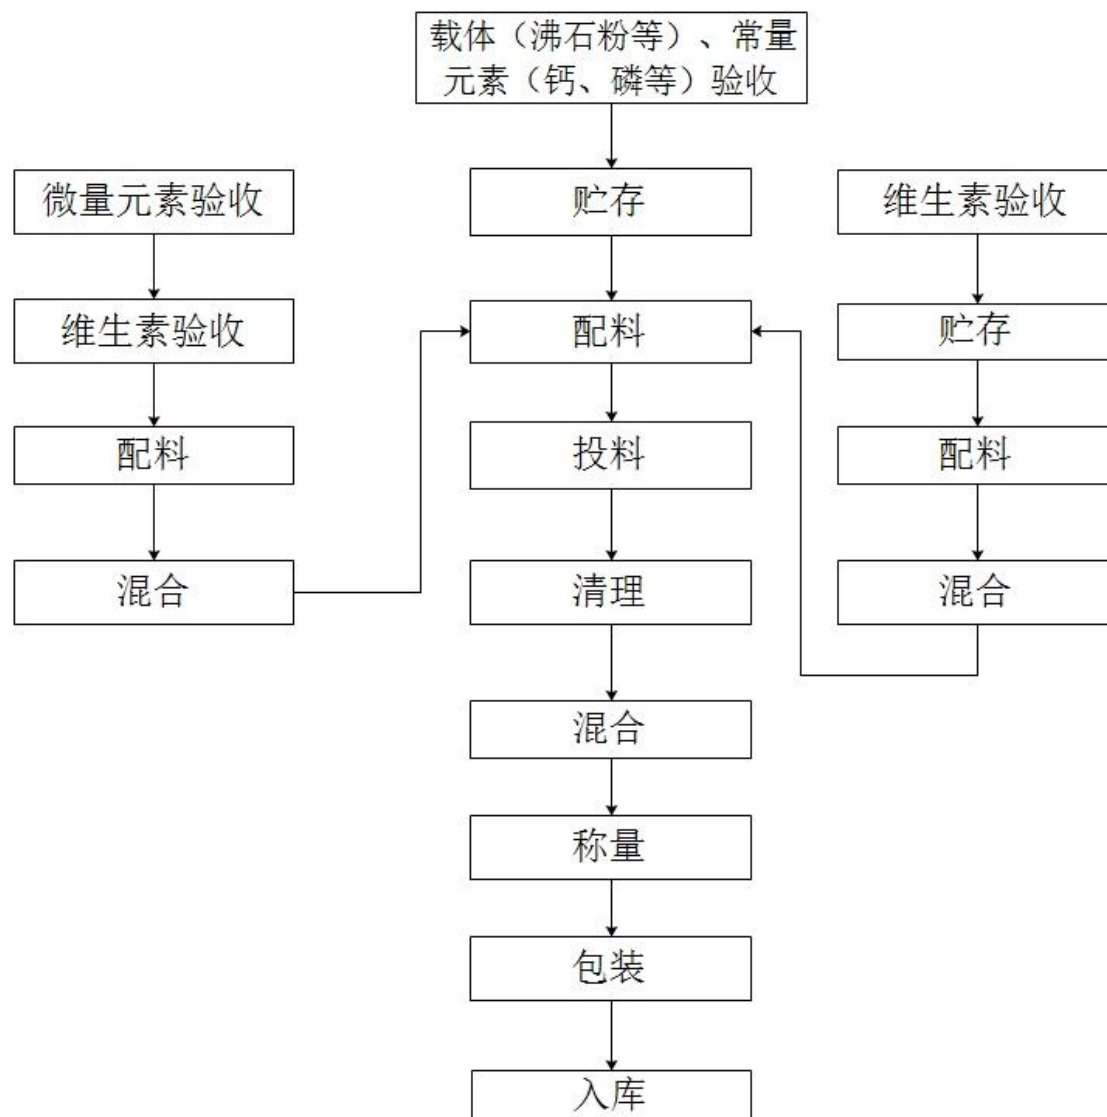 载体（沸石粉等）、常量
元素（钙、磷等）验收
微量元素验收
贮存
维生素验收
维生素验收
配料
贮存
配料
投料
配料
混合
清理
混合
混合
称量
包装
入库